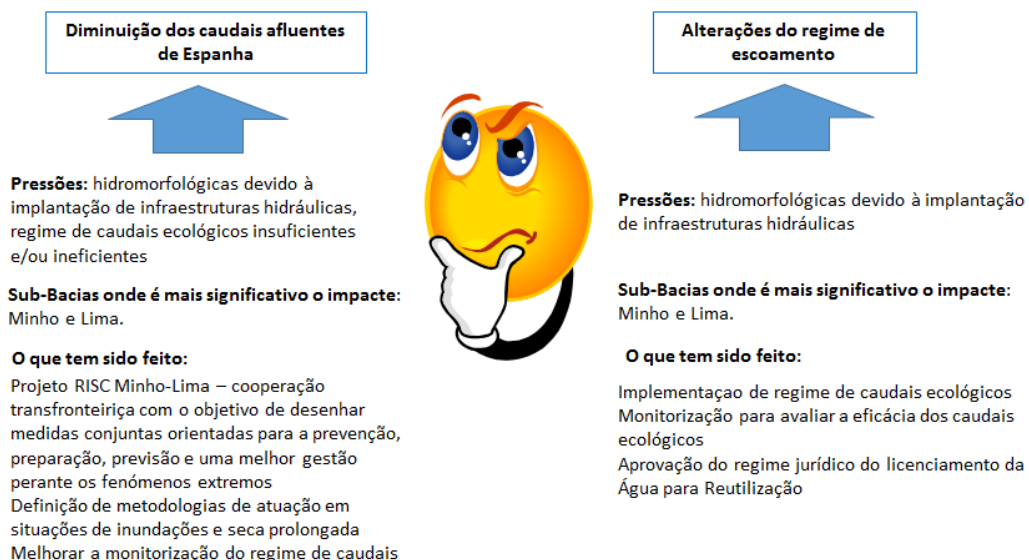 Diminuição dos caudais afluentes
de Espanha
Pressões: hidromorfológicas devido à
implantação de infraestruturas hidráulicas,
regime de caudais ecológicos insuficientes
e/ou ineficientes
Sub-Bacias onde é mais significativo o impacte:
Minho e Lima.
O que tem sido feito:
Projeto RISC Minho-Lima – cooperação
transfronteiriça com o objetivo de desenhar
medidas conjuntas orientadas para a prevenção,
preparação, previsão e uma melhor gestão
perante os fenómenos extremos
Definição de metodologias de atuação em
situações de inundações e seca prolongada
Melhorar a monitorização do regime de caudais
Alterações do regime de
escoamento
Pressões: hidromorfológicas devido à implantação
de infraestruturas hidráulicas
Sub-Bacias onde é mais significativo o impacte:
Minho e Lima.
O que tem sido feito:
Implementaçao de regime de caudais ecológicos
Monitorização para avaliar a eficácia dos caudais
ecológicos
Aprovação do regime jurídico do licenciamento da
Água para Reutilização